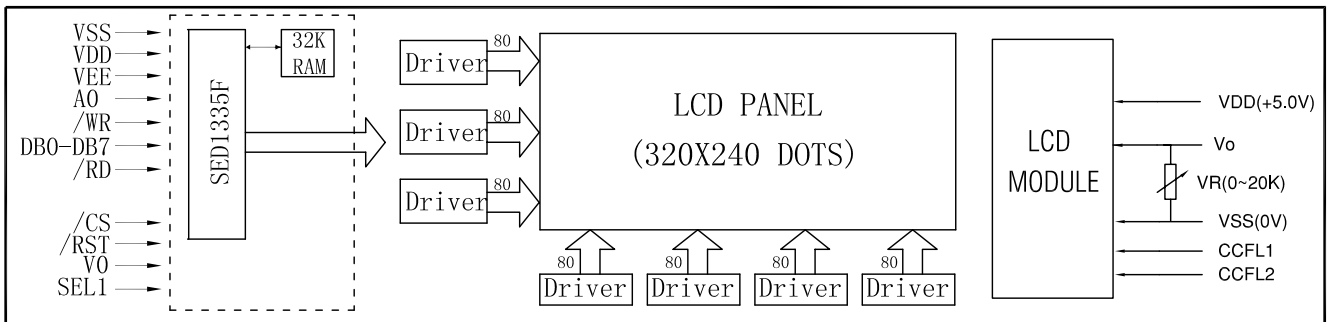 VSS
VDD
VEE
A0
/WR
DB0-DB7
/RD
/CS
/RST
V0
SEL1
SED1335F
32K
RAM
Driver
80
Driver
80
Driver
80
LCD PANEL
(320X240 DOTS)
80
80
80
80
Driver
Driver
Driver
Driver
LCD
MODULE
VDD(+5.0V)
Vo
VR(0~20K)
VSS(0V)
CCFL1
CCFL2